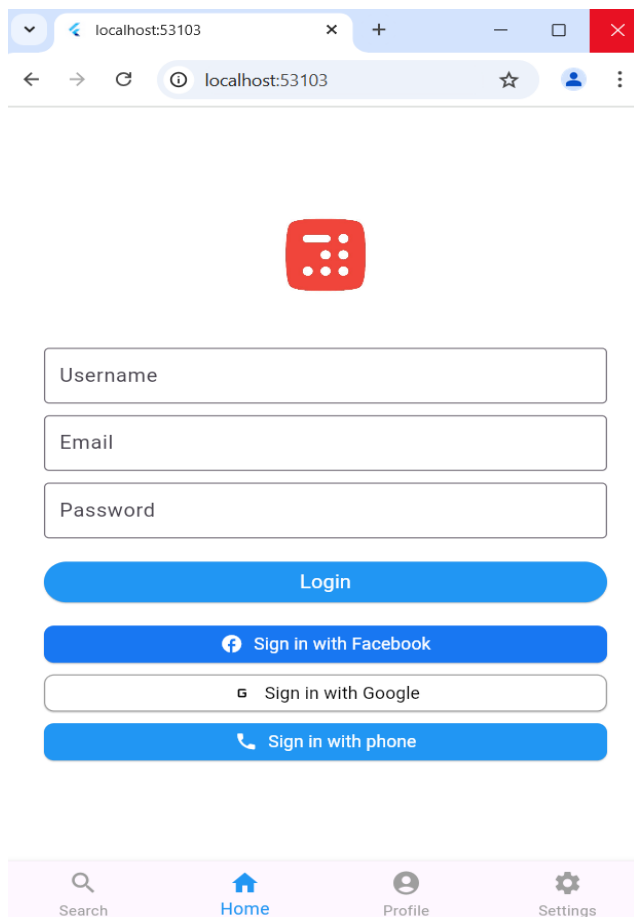 localhost:53103
localhost:53103
Username
Email
Password
Login
Sign in with Facebook
G Sign in with Google
Sign in with phone
Search Home Profile Settings